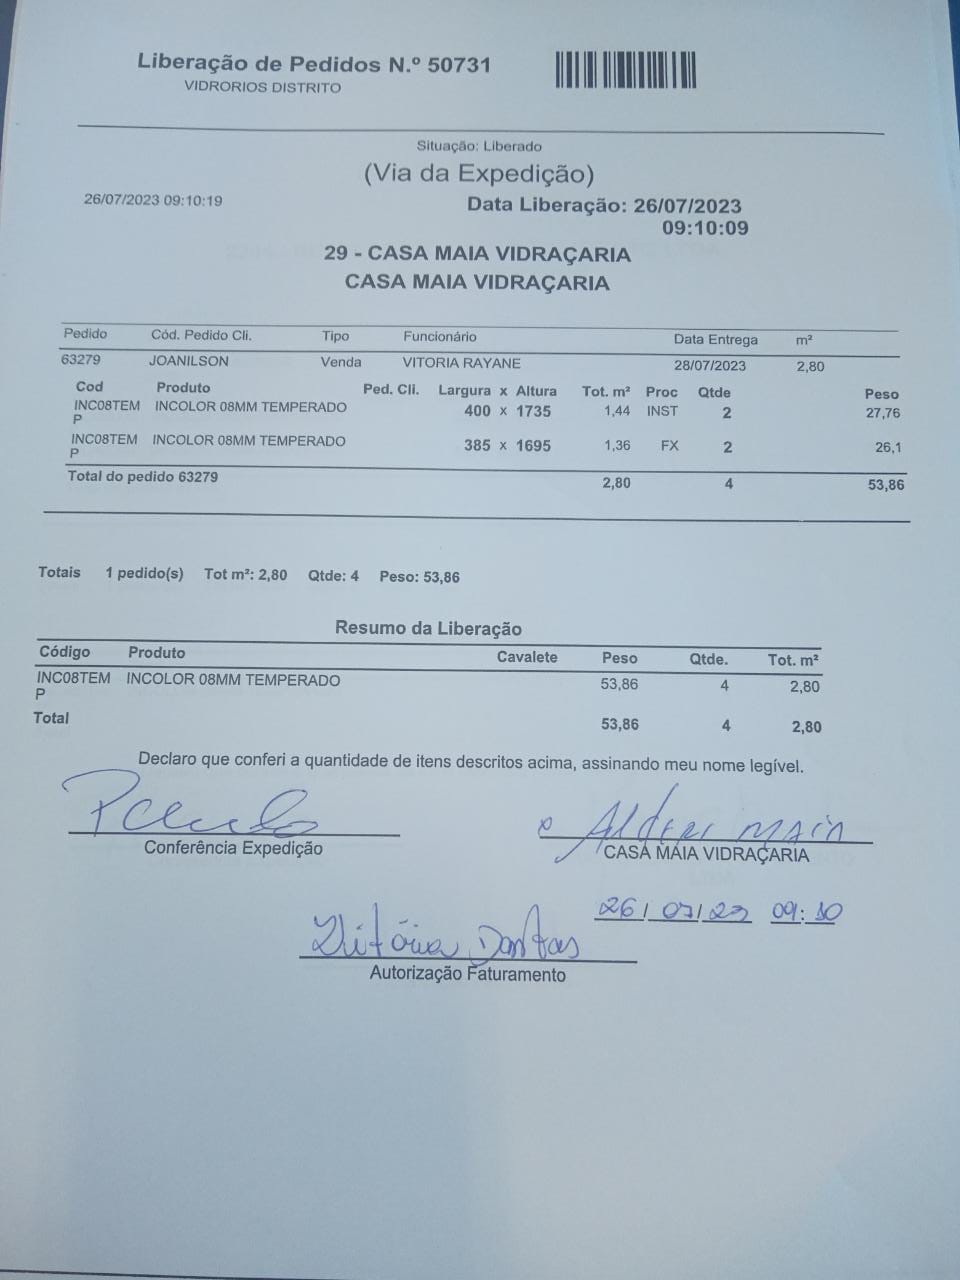 Liberação de Pedidos N.º 50731
VIDRORIOS DISTRITO
Situação: Liberado
(Via da Expedição)
26/07/2023 09:10:19
Data Liberação: 26/07/2023
09:10:09
29 - CASA MAIA VIDRAÇARIA
CASA MAIA VIDRAÇARIA
Pedido Cód. Pedido Cli. Tipo Funcionário Data Entrega m²
63279 JOANILSON Venda VITORIA RAYANE 28/07/2023 2,80
Cod Produto Ped. Cli. Largura x Altura Tot. m² Proc Qtde Peso
INC08TEM INCOLOR 08MM TEMPERADO 400 x 1735 1,44 INST 2 27,76
P
INC08TEM INCOLOR 08MM TEMPERADO 385 x 1695 1,36 FX 2 26,1
P
Total do pedido 63279 2,80 4 53,86
Totais 1 pedido(s) Tot m²: 2,80 Qtde: 4 Peso: 53,86
Resumo da Liberação
Código Produto Cavalete Peso Qtde. Tot. m²
INC08TEM INCOLOR 08MM TEMPERADO 53,86 4 2,80
P
Total 53,86 4 2,80
Declaro que conferi a quantidade de itens descritos acima, assinando meu nome legível.
Alderi Maia
Conferência Expedição
CASA MAIA VIDRAÇARIA
26/07/23 09:10
Vitória Dantas
Autorização Faturamento